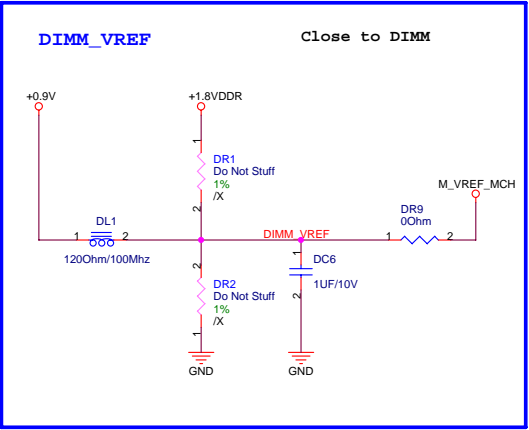 DIMM_VREF
Close to DIMM
+0.9V
+1.8VDDR
1
DR1
Do Not Stuff
1%
/X
2
M_VREF_MCH
DR9
0Ohm
DL1
1
2
120Ohm/100Mhz
DIMM_VREF
1
2
2
DR2
Do Not Stuff
1%
/X
1
1
DC6
1UF/10V
2
GND
GND